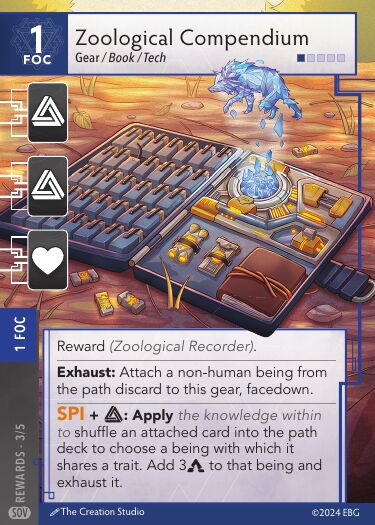 1
FOC
Zoological Compendium
Gear / Book / Tech
1 FOC
Reward (Zoological Recorder).
Exhaust: Attach a non-human being from
the path discard to this gear, facedown.
SPI + : Apply the knowledge within
to shuffle an attached card into the path
deck to choose a being with which it
shares a trait. Add 3 to that being and
exhaust it.
REWARDS - 3/5
SOV
The Creation Studio
©2024 EBG